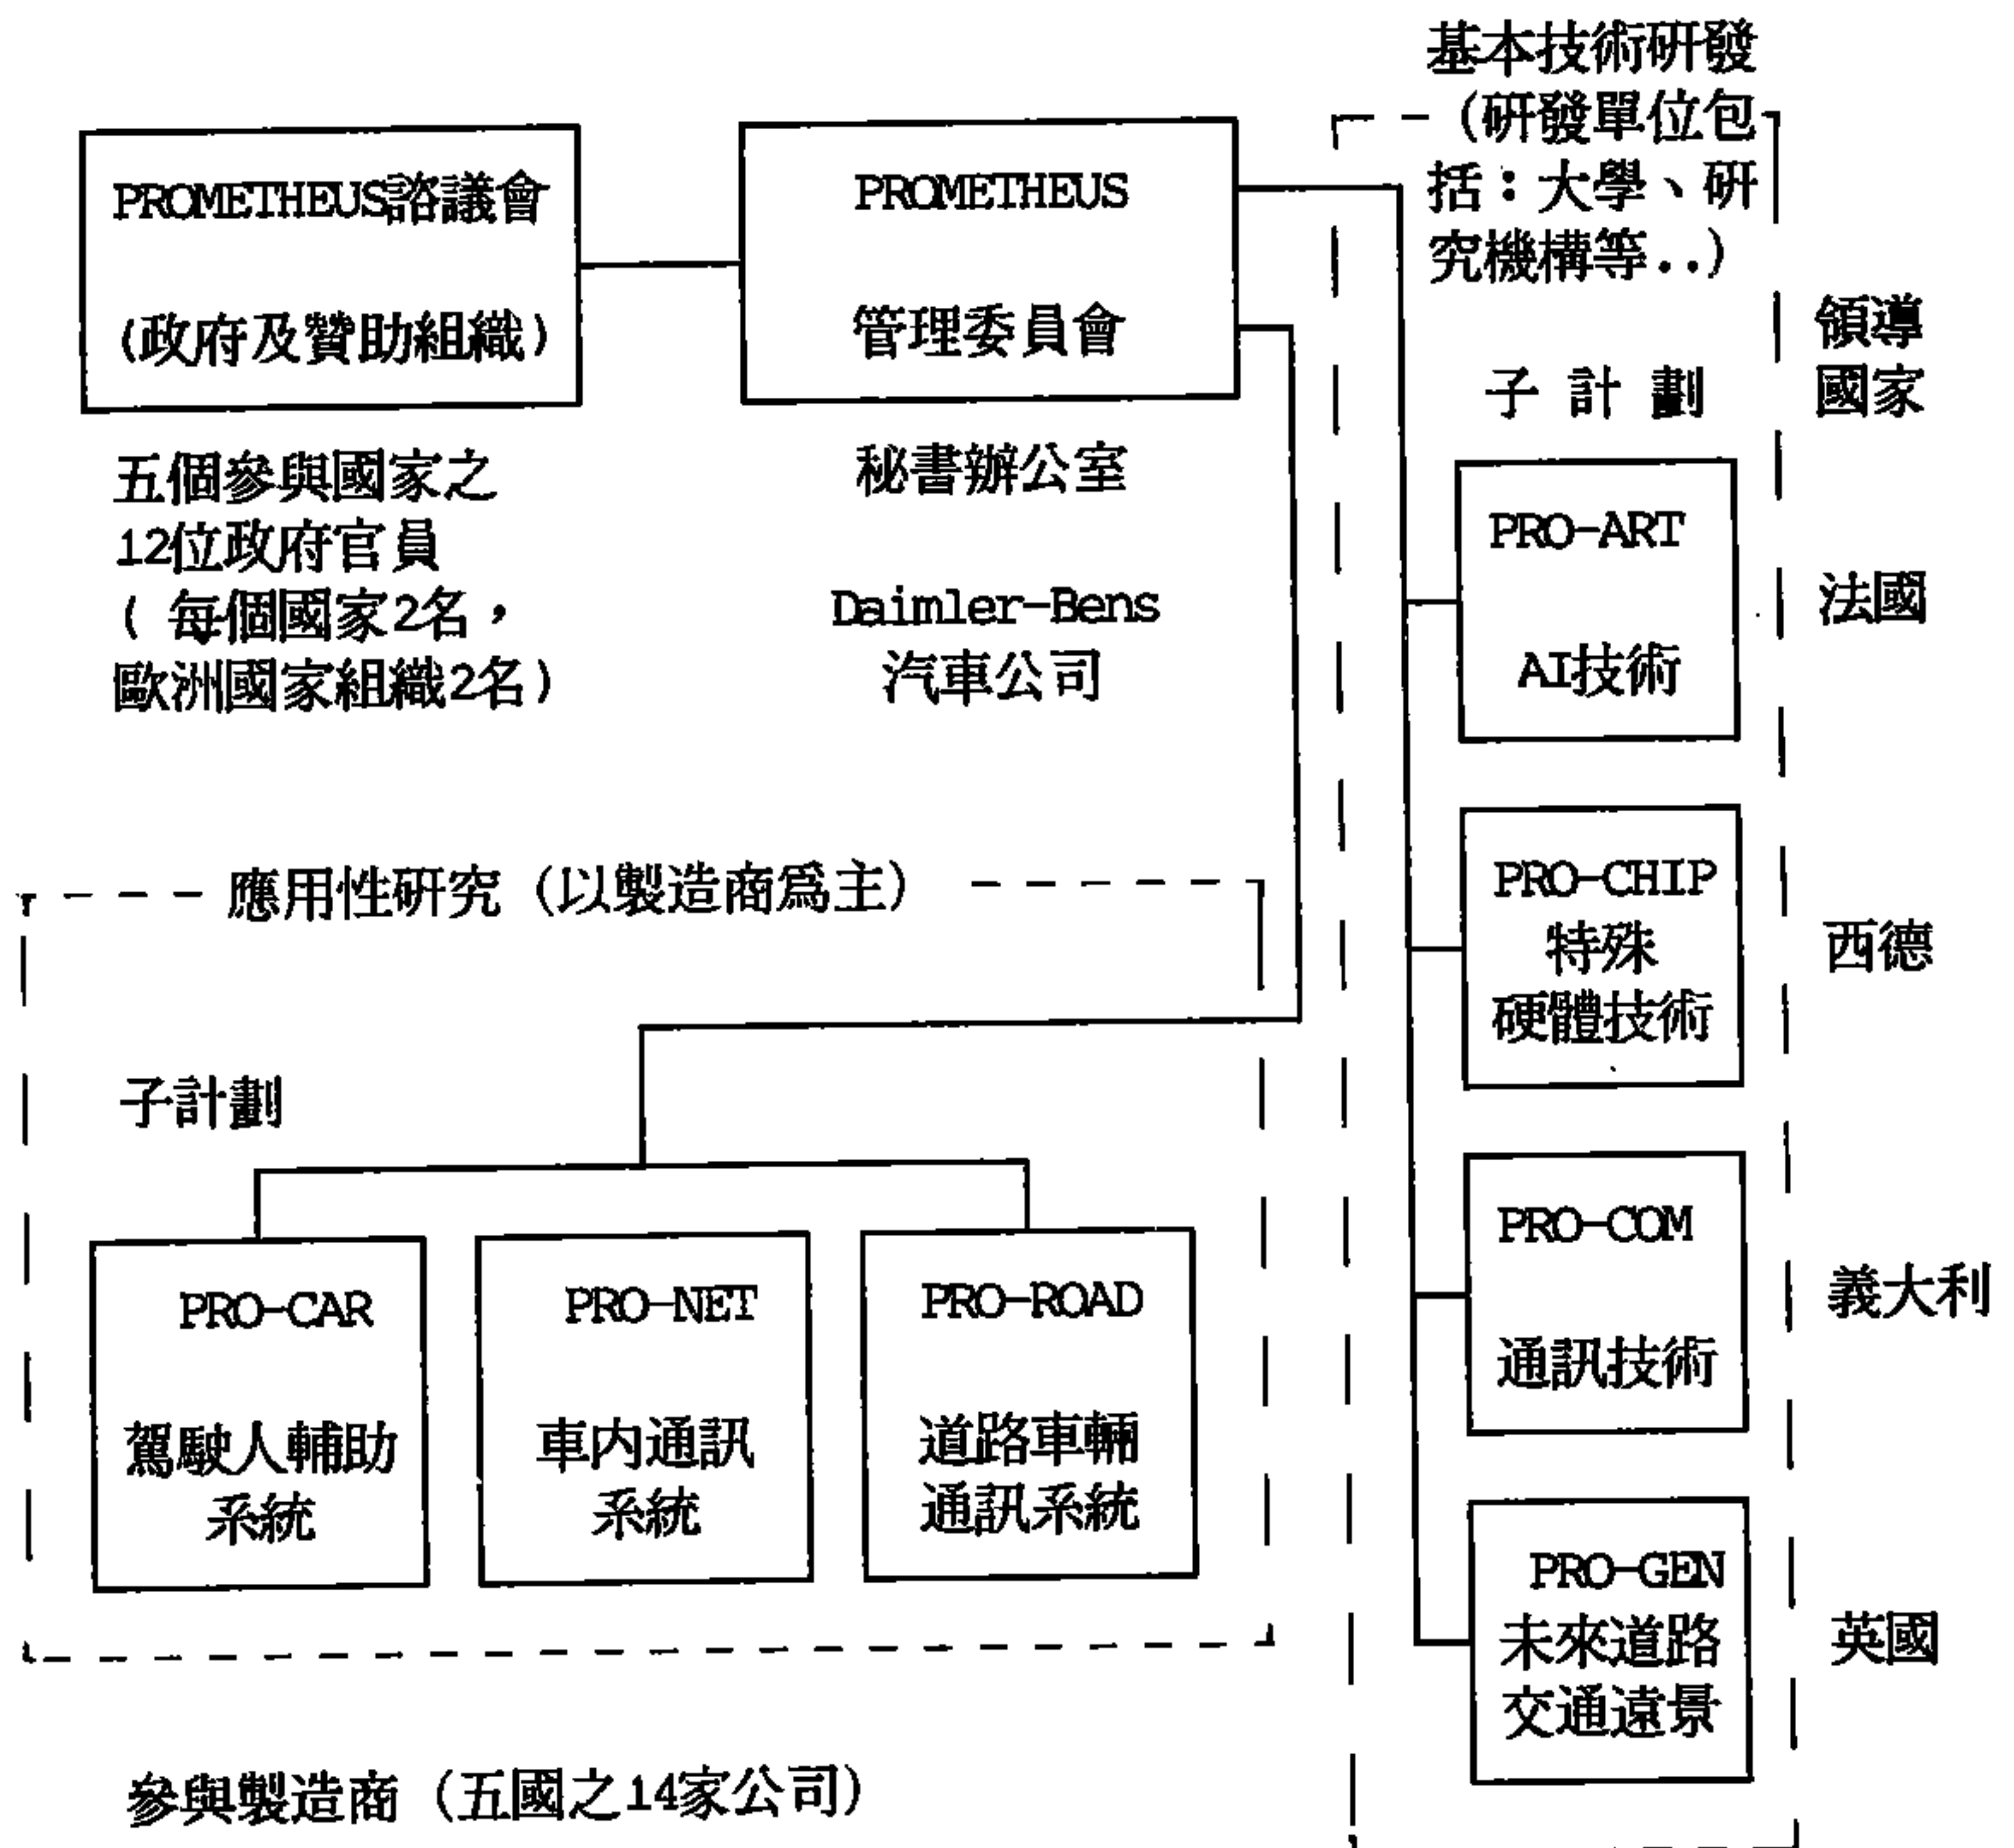 PROMETHEUS諮議會
(政府及贊助組織)
五個參與國家之
12位政府官員
( 每個國家2名，
歐洲國家組織2名)
PROMETHEUS
管理委員會
秘書辦公室
Daimler-Bens
汽車公司
基本技術研發
(研發單位包
括：大學、研
究機構等..)
子 計 劃
領導
國家
PRO-ART
AI技術
法國
PRO-CHIP
特殊
硬體技術
西德
PRO-COM
通訊技術
義大利
PRO-GEN
未來道路
交通遠景
英國
應用性研究 (以製造商爲主)
子計劃
PRO-CAR
駕駛人輔助
系統
PRO-NET
車內通訊
系統
PRO-ROAD
道路車輛
通訊系統
參與製造商 (五國之14家公司)